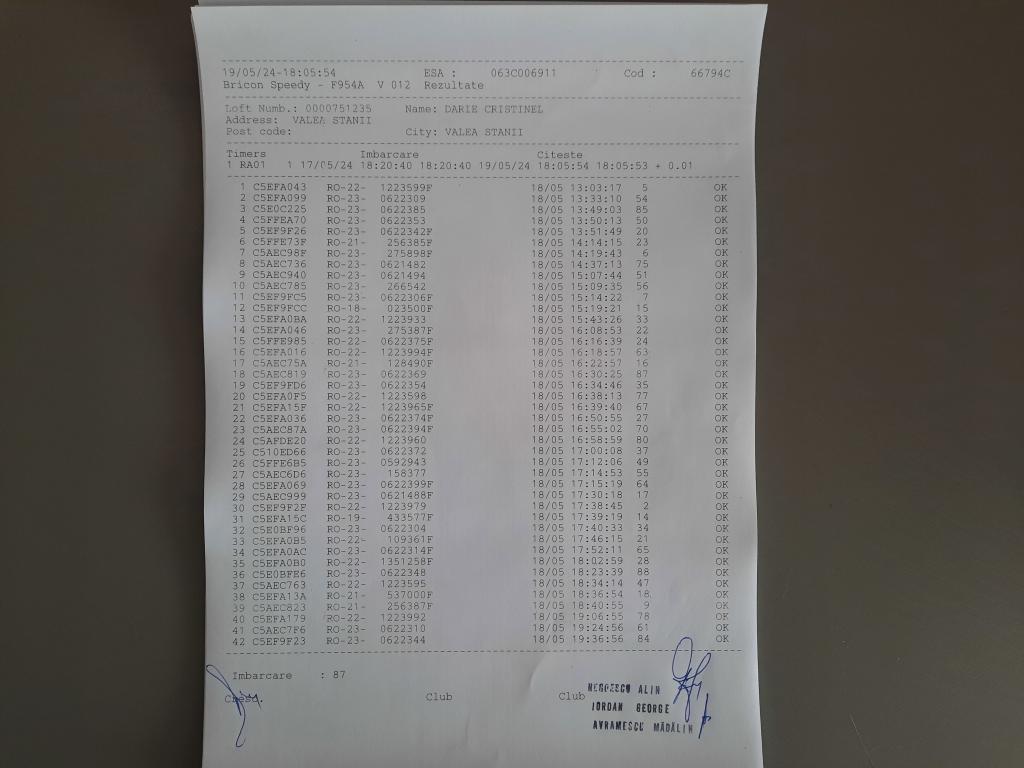 19/05/24-18:05:54 ESA : 063C006911 Cod : 66794C
Bricon Speedy - F954A V 012 Rezultate
Loft Numb.: 0000751235 Name: DARIE CRISTINEL
Address: VALEA STANII
Post code: City: VALEA STANII
Timers Imbarcare Citeste
1 RA01 1 17/05/24 18:20:40 18:20:40 19/05/24 18:05:54 18:05:53 + 0.01
1 C5EFA043 RO-22- 1223599F 18/05 13:03:17 5 OK
2 C5EFA099 RO-23- 0622309 18/05 13:33:10 54 OK
3 C5E0C225 RO-23- 0622385 18/05 13:49:03 85 OK
4 C5FFEA70 RO-23- 0622353 18/05 13:50:13 50 OK
5 C5EF9F26 RO-23- 0622342F 18/05 13:51:49 20 OK
6 C5FFE73F RO-21- 256385F 18/05 14:14:15 23 OK
7 C5AEC98F RO-23- 275898F 18/05 14:19:43 6 OK
8 C5AEC736 RO-23- 0621482 18/05 14:37:13 75 OK
9 C5AEC940 RO-23- 0621494 18/05 15:07:44 51 OK
10 C5AEC785 RO-23- 266542 18/05 15:09:35 56 OK
11 C5EF9FC5 RO-23- 0622306F 18/05 15:14:22 7 OK
12 C5EF9FCC RO-18- 023500F 18/05 15:19:21 15 OK
13 C5EFA0BA RO-22- 1223933 18/05 15:43:26 33 OK
14 C5EFA046 RO-23- 275387F 18/05 16:08:53 22 OK
15 C5FFE985 RO-22- 0622375F 18/05 16:16:39 24 OK
16 C5EFA016 RO-22- 1223994F 18/05 16:18:57 63 OK
17 C5AEC75A RO-21- 128490F 18/05 16:22:57 16 OK
18 C5AEC819 RO-23- 0622369 18/05 16:30:25 87 OK
19 C5EF9FD6 RO-23- 0622354 18/05 16:34:46 35 OK
20 C5EFA0F5 RO-22- 1223598 18/05 16:38:13 77 OK
21 C5EFA15F RO-22- 1223965F 18/05 16:39:40 67 OK
22 C5EFA036 RO-23- 0622374F 18/05 16:50:55 27 OK
23 C5AEC87A RO-23- 0622394F 18/05 16:55:02 70 OK
24 C5AFDE20 RO-22- 1223960 18/05 16:58:59 80 OK
25 C510ED66 RO-23- 0622372 18/05 17:00:08 37 OK
26 C5FFE6B5 RO-23- 0592943 18/05 17:12:06 49 OK
27 C5AEC6D6 RO-23- 158377 18/05 17:14:53 55 OK
28 C5EFA069 RO-23- 0622399F 18/05 17:15:19 64 OK
29 C5AEC999 RO-23- 0621488F 18/05 17:30:18 17 OK
30 C5EF9F2F RO-22- 1223979 18/05 17:38:45 2 OK
31 C5EFA15C RO-19- 433577F 18/05 17:39:19 14 OK
32 C5E0BF96 RO-23- 0622304 18/05 17:40:33 34 OK
33 C5EFA0B5 RO-22- 109361F 18/05 17:46:15 21 OK
34 C5EFA0AC RO-23- 0622314F 18/05 17:52:11 65 OK
35 C5EFA0B0 RO-22- 1351258F 18/05 18:02:59 28 OK
36 C5E0BFE6 RO-23- 0622348 18/05 18:23:39 88 OK
37 C5AEC763 RO-22- 1223595 18/05 18:34:14 47 OK
38 C5EFA13A RO-21- 537000F 18/05 18:36:54 18 OK
39 C5AEC823 RO-21- 256387F 18/05 18:40:55 9 OK
40 C5EFA179 RO-22- 1223992 18/05 19:06:55 78 OK
41 C5AEC7F6 RO-23- 0622310 18/05 19:24:56 61 OK
42 C5EF9F23 RO-23- 0622344 18/05 19:36:56 84 OK
Imbarcare : 87
Club Club
NEGRESCU ALIN
IORDAN GEORGE
AVRAMESCU MĂDĂLIN